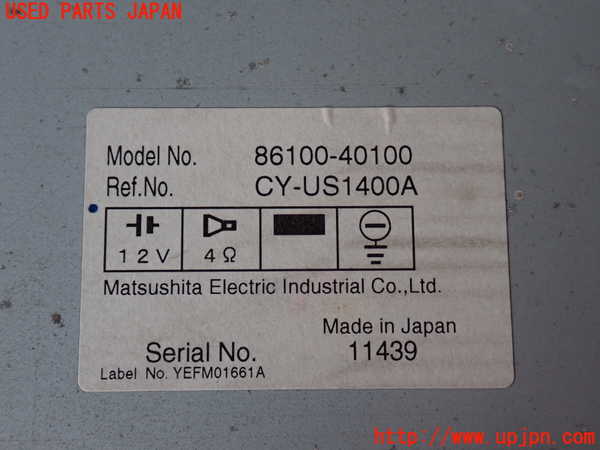 USED PARTS JAPAN
Model No. 86100-40100
Ref.No. CY-US1400A
12V 4Ω
Matsushita Electric Industrial Co.,Ltd.
Made in Japan
Serial No. 11439
Label No. YEFM01661A
http://www.upjpn.com